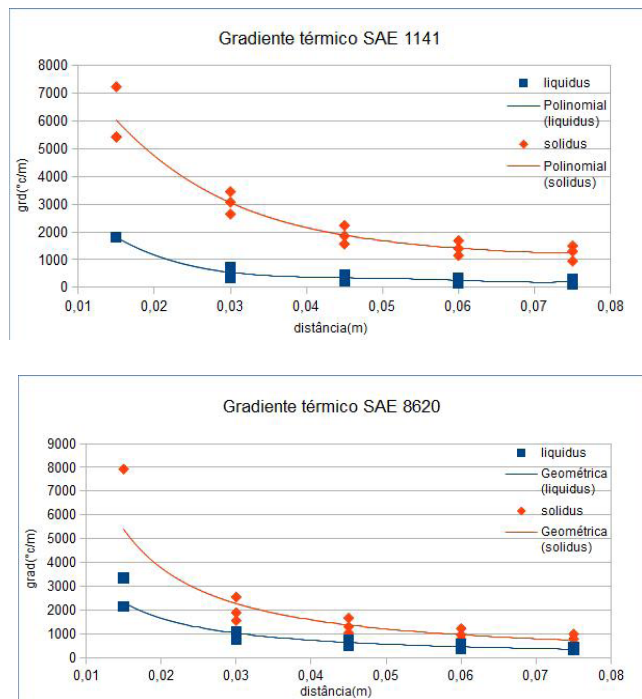 Gradiente térmico SAE 1141
8000
7000
6000
5000
4000
3000
2000
1000
0
0,01 0,02 0,03 0,04 0,05 0,06 0,07 0,08
grd(°c/m)
distância(m)
liquidus
Polinomial
(liquidus)
solidus
Polinomial
(solidus)
Gradiente térmico SAE 8620
9000
8000
7000
6000
5000
4000
3000
2000
1000
0
0,01 0,02 0,03 0,04 0,05 0,06 0,07 0,08
grad(°c/m)
distância(m)
liquidus
Geométrica
(liquidus)
solidus
Geométrica
(solidus)